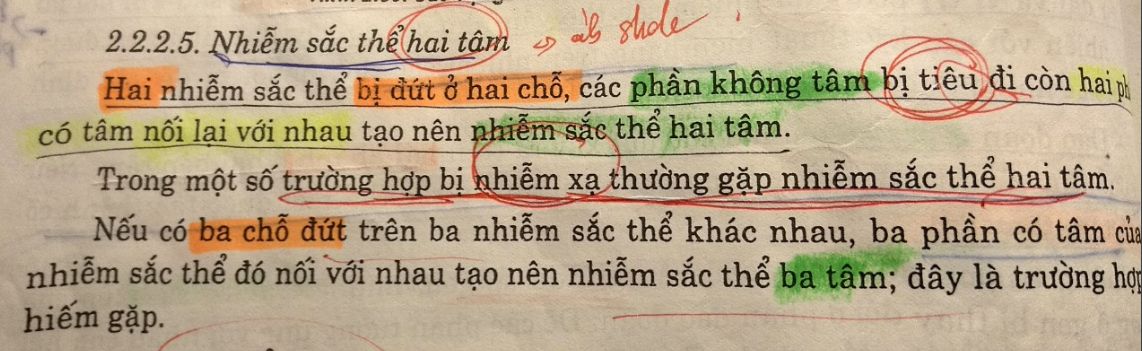 2.2.2.5. Nhiễm sắc thể hai tâm
Hai nhiễm sắc thể bị đứt ở hai chỗ, các phần không tâm bị tiêu đi còn hai ph
có tâm nối lại với nhau tạo nên nhiễm sắc thể hai tâm.
Trong một số trường hợp bị nhiễm xạ thường gặp nhiễm sắc thể hai tâm.
Nếu có ba chỗ đứt trên ba nhiễm sắc thể khác nhau, ba phần có tâm của
nhiễm sắc thể đó nối với nhau tạo nên nhiễm sắc thể ba tâm; đây là trường hợp
hiếm gặp.